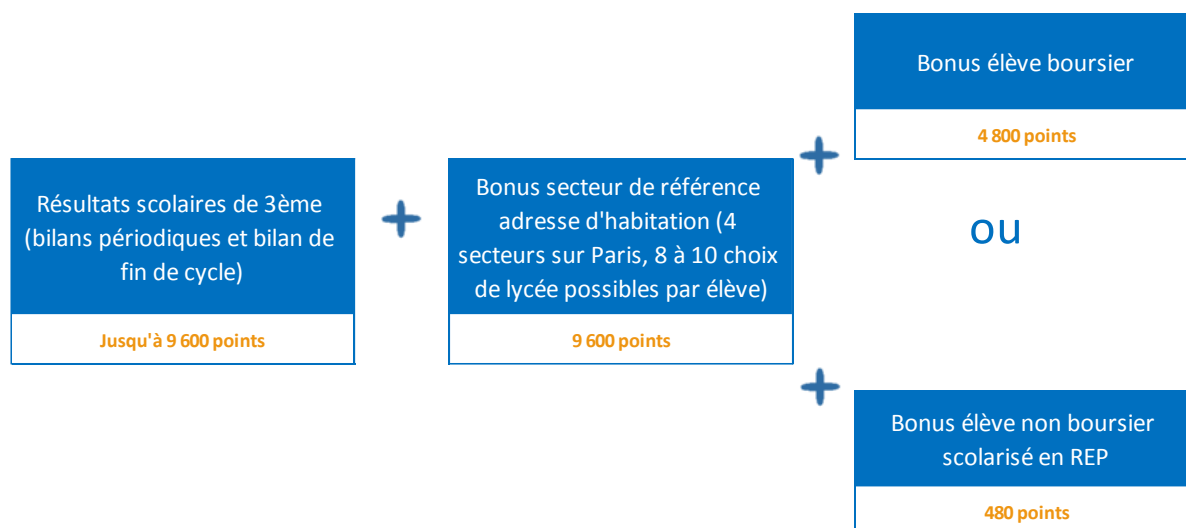 Résultats scolaires de 3ème
(bilans périodiques et bilan de
fin de cycle)
Jusqu'à 9 600 points
Bonus secteur de référence
adresse d'habitation (4
secteurs sur Paris, 8 à 10 choix
de lycée possibles par élève)
9 600 points
Bonus élève boursier
4 800 points
ou
Bonus élève non boursier
scolarisé en REP
480 points